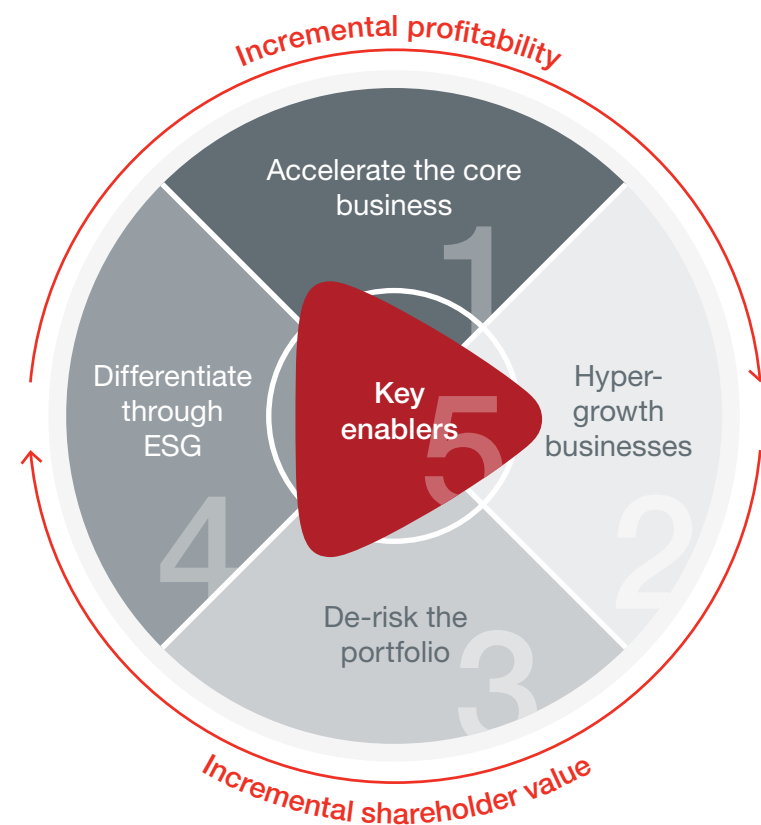 Incremental profitability
Accelerate the core
business
1
Hyper-
growth
businesses
2
De-risk the
portfolio
3
Differentiate
through
ESG
4
Key
enablers
5
Incremental shareholder value